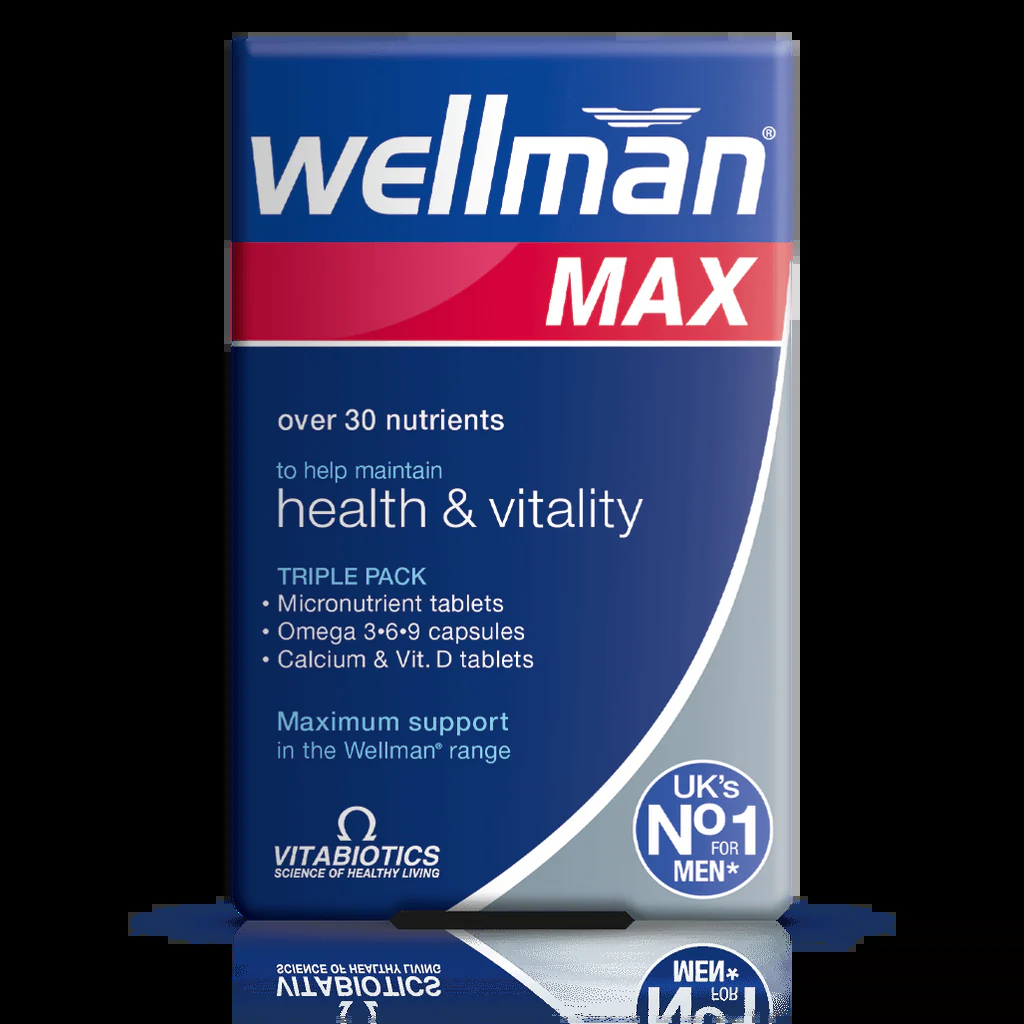 wellman®
MAX
over 30 nutrients
to help maintain
health & vitality
TRIPLE PACK
• Micronutrient tablets
• Omega 3•6•9 capsules
• Calcium & Vit. D tablets
Maximum support
in the Wellman® range
VITABIOTICS
SCIENCE OF HEALTHY LIVING
UK's
Nº1
FOR
MEN*